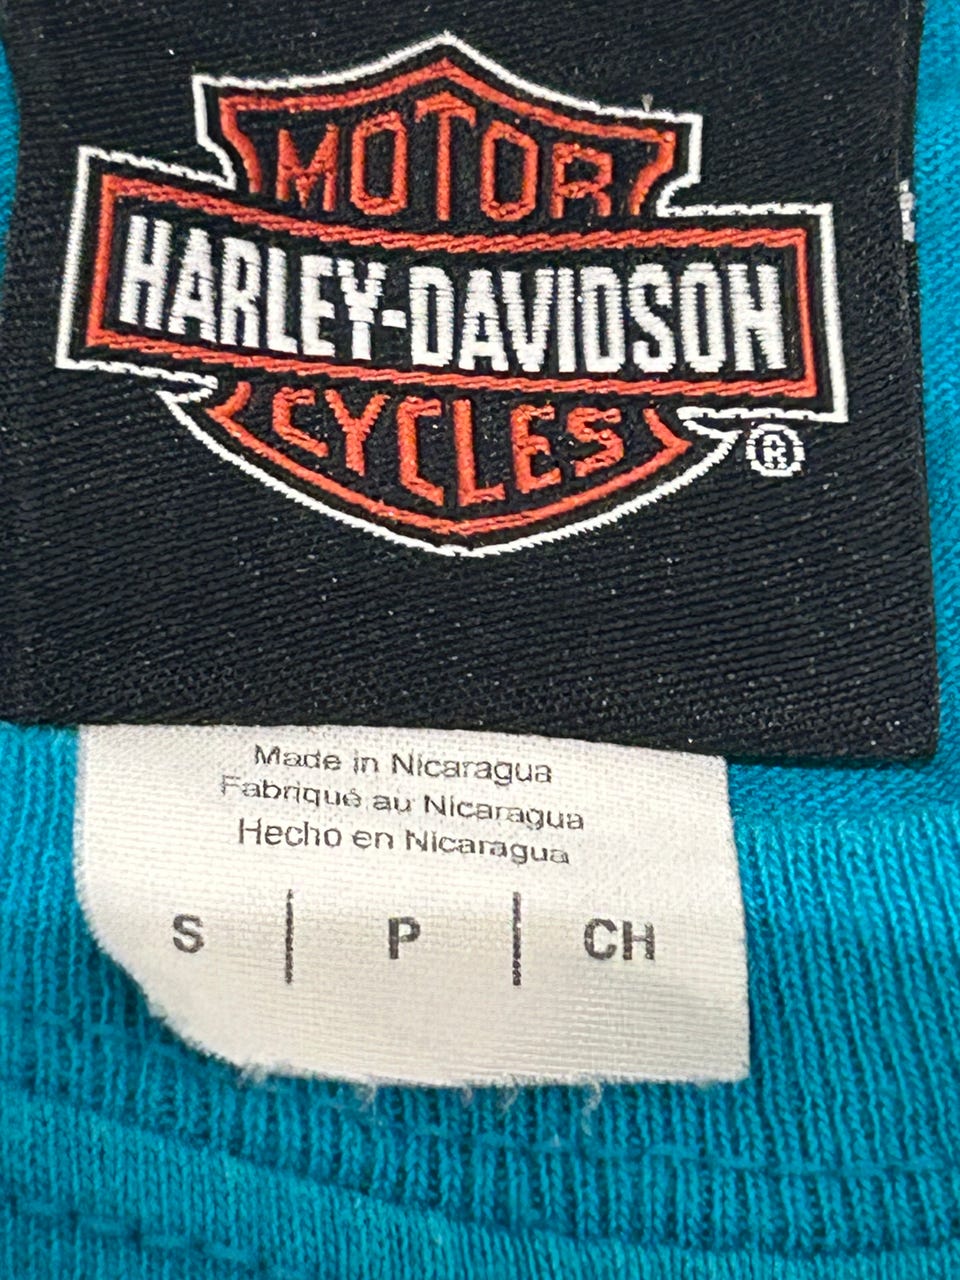 MOTOR
HARLEY-DAVIDSON
CYCLES
®
Made in Nicaragua
Fabriqué au Nicaragua
Hecho en Nicaragua
S | P | CH